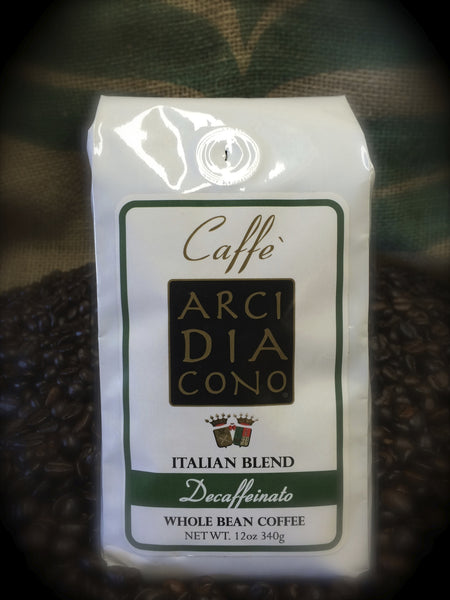 Caffè
ARCI
DIA
CONO®
ITALIAN BLEND
Decaffeinato
WHOLE BEAN COFFEE
NET WT. 12oz 340g